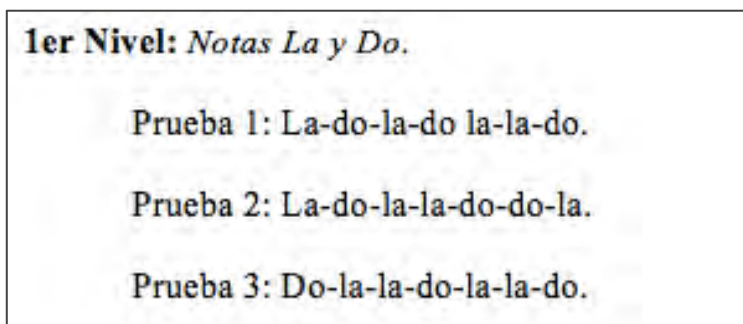 1er Nivel: Notas La y Do.
Prueba 1: La-do-la-do la-la-do.
Prueba 2: La-do-la-la-do-do-la.
Prueba 3: Do-la-la-do-la-la-do.